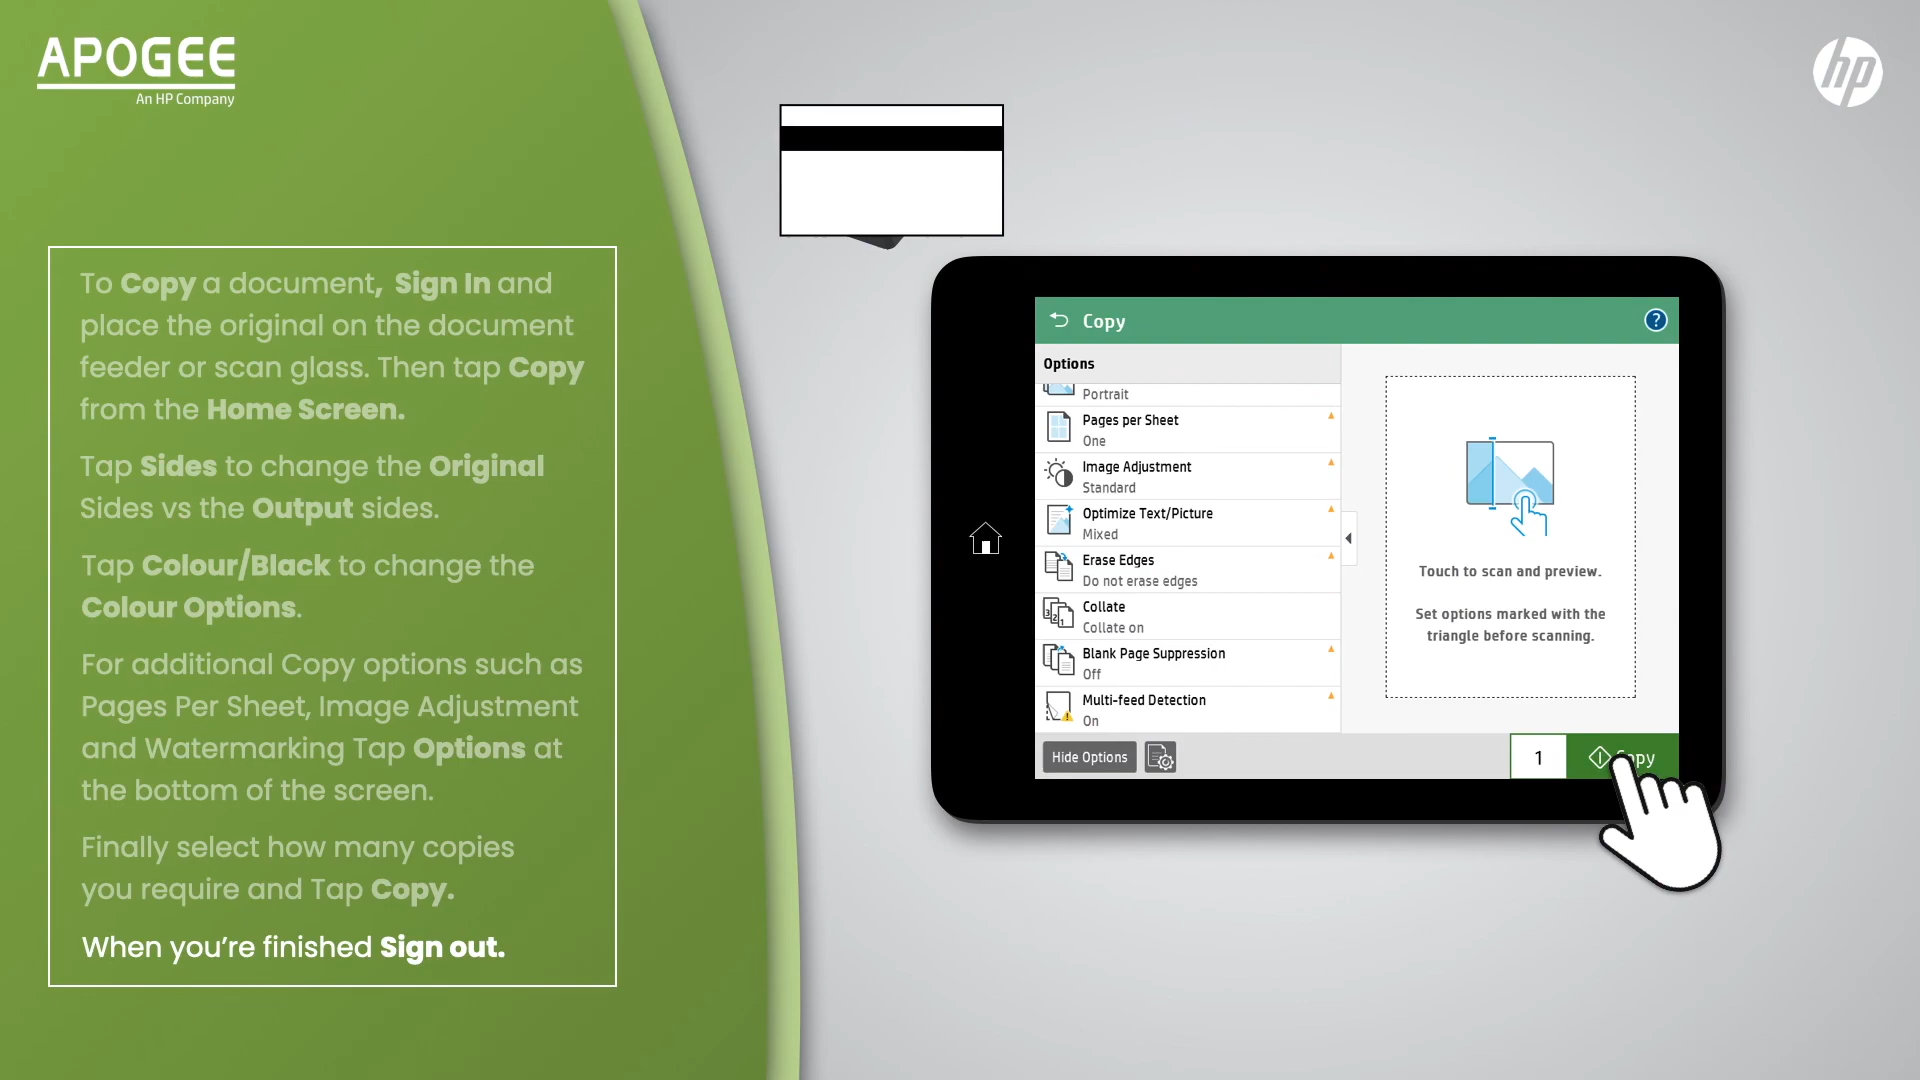 APOGEE
An HP Company
hp
To Copy a document, Sign In and
place the original on the document
feeder or scan glass. Then tap Copy
from the Home Screen.
Tap Sides to change the Original
Sides vs the Output sides.
Tap Colour/Black to change the
Colour Options.
For additional Copy options such as
Pages Per Sheet, Image Adjustment
and Watermarking Tap Options at
the bottom of the screen.
Finally select how many copies
you require and Tap Copy.
When you're finished Sign out.
Copy
?
Options
Portrait
Pages per Sheet
One
Image Adjustment
Standard
Optimize Text/Picture
Mixed
Erase Edges
Do not erase edges
Collate
Collate on
Blank Page Suppression
Off
Multi-feed Detection
On
Touch to scan and preview.
Set options marked with the
triangle before scanning.
Hide Options
1